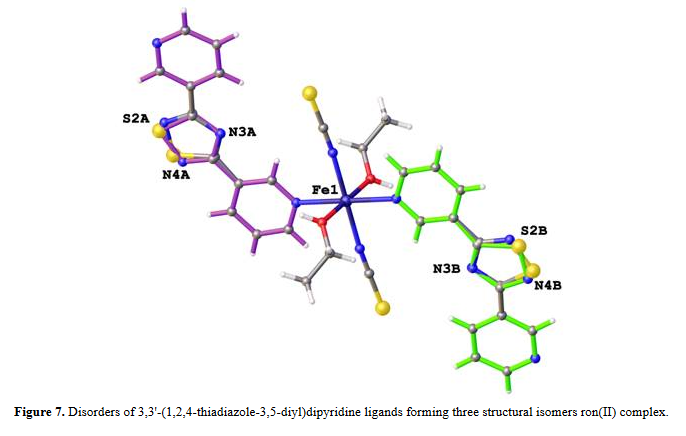 S2A
N3A
N4A
Fe1
S2B
N3B
N4B
Figure 7. Disorders of 3,3'-(1,2,4-thiadiazole-3,5-diyl)dipyridine ligands forming three structural isomers ron(II) complex.